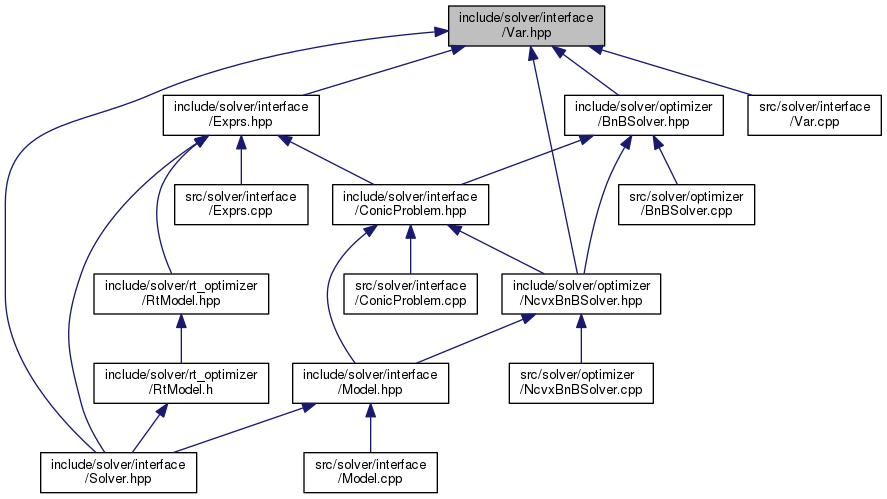 include/solver/interface
/Var.hpp
include/solver/interface
/Exprs.hpp
include/solver/optimizer
/BnBSolver.hpp
src/solver/interface
/Var.cpp
src/solver/interface
/Exprs.cpp
include/solver/interface
/ConicProblem.hpp
src/solver/optimizer
/BnBSolver.cpp
include/solver/rt_optimizer
/RtModel.hpp
src/solver/interface
/ConicProblem.cpp
include/solver/optimizer
/NcvxBnBSolver.hpp
include/solver/rt_optimizer
/RtModel.h
include/solver/interface
/Model.hpp
src/solver/optimizer
/NcvxBnBSolver.cpp
include/solver/interface
/Solver.hpp
src/solver/interface
/Model.cpp